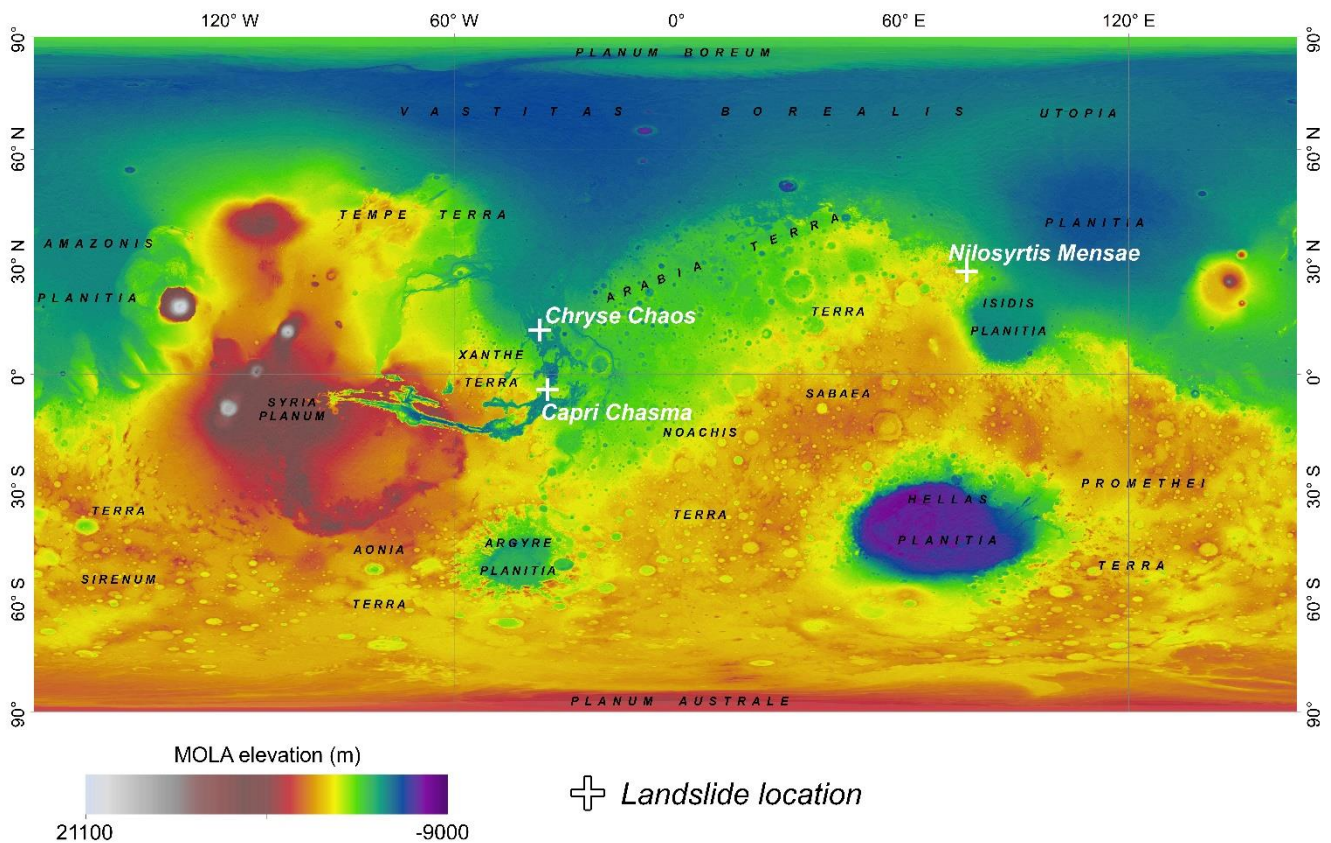 120° W 60° W 0° 60° E 120° E
90° 90°
PLANUM BOREUM
VASTITAS BOREALIS UTOPIA
60° N 60° N
TEMPE TERRA TERRA PLANITIA
AMAZONIS
30° N Nilosyrtis Mensae 30° N
PLANITIA ARABIA TERRA ISIDIS
Chryse Chaos PLANITIA
XANTHE
0° TERRA 0°
SYRIA SABAEA
PLANUM Capri Chasma
NOACHIS
30° S HELLAS PROMETHEI 30° S
TERRA TERRA
AONIA ARGYRE PLANITIA
SIRENUM PLANITIA TERRA
60° S TERRA 60° S
PLANUM AUSTRALE
90° 90°
MOLA elevation (m)
Landslide location
21100 -9000